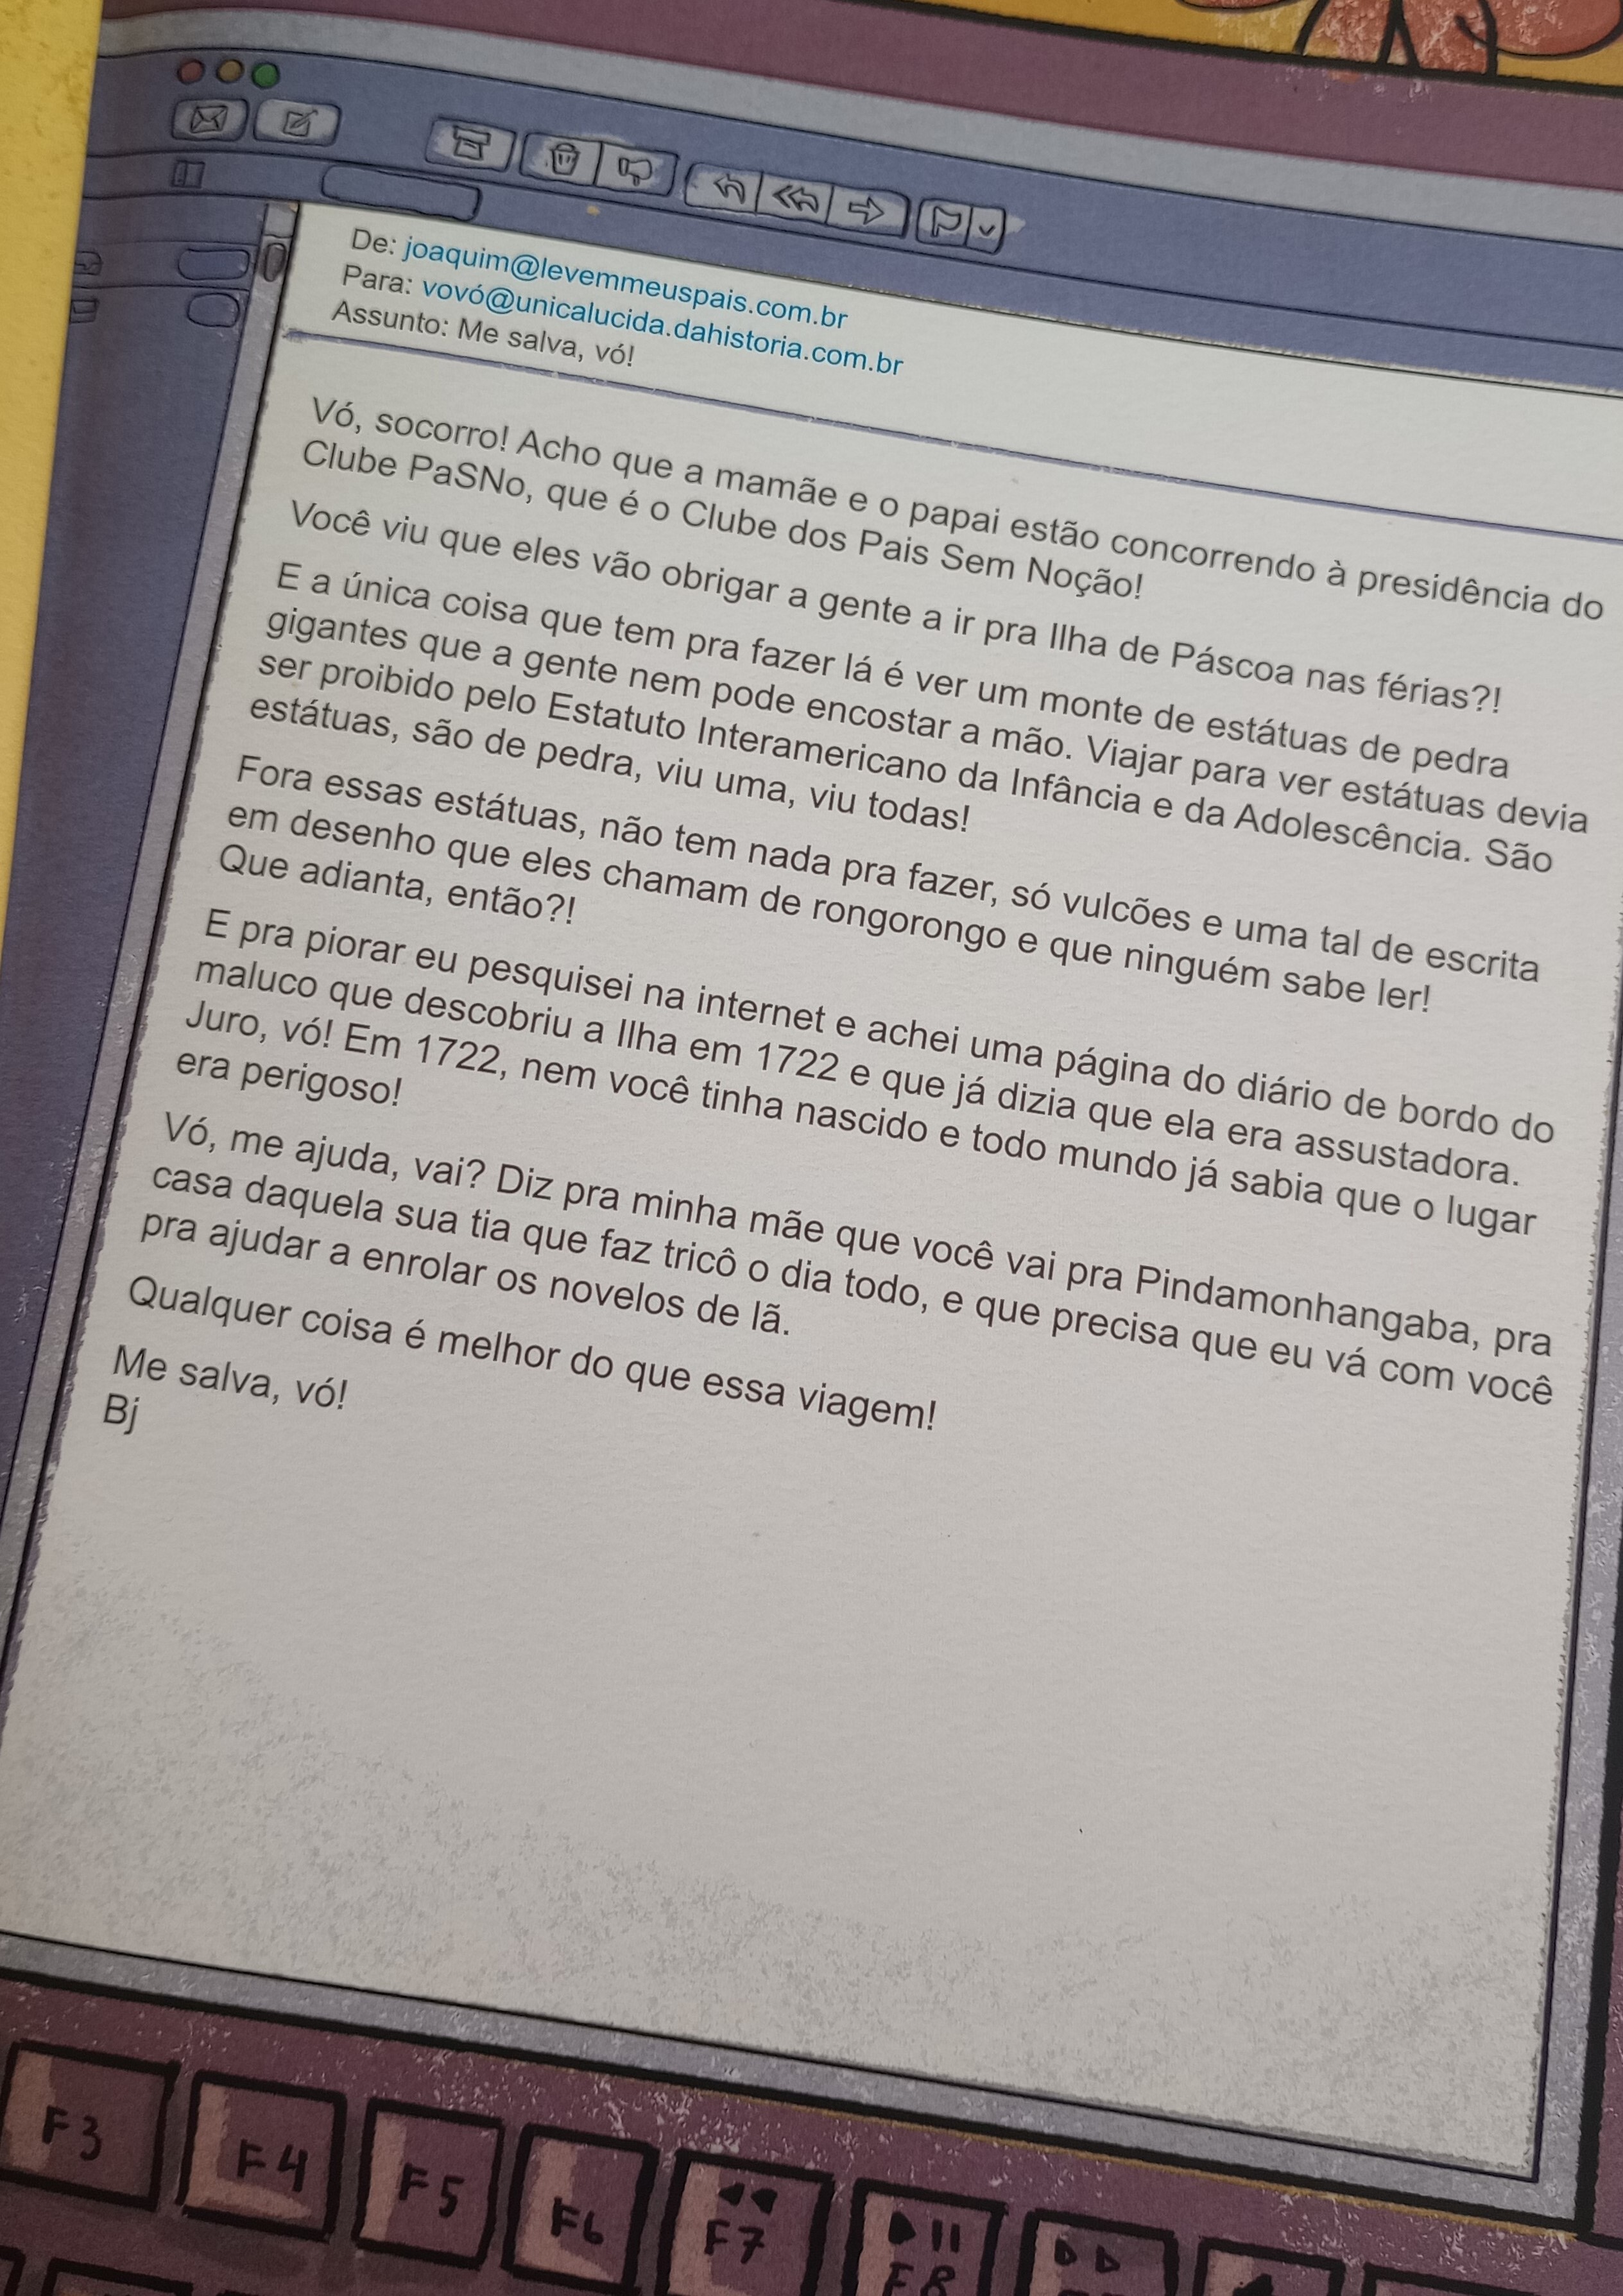 De: joaquim@levemmeuspais.com.br
Para: vovó@unicalucida.dahistoria.com.br
Assunto: Me salva, vó!
Vó, socorro! Acho que a mamãe e o papai estão concorrendo à presidência do
Clube PaSNo, que é o Clube dos Pais Sem Noção!
Você viu que eles vão obrigar a gente a ir pra Ilha de Páscoa nas férias?!
E a única coisa que tem pra fazer lá é ver um monte de estátuas de pedra
gigantes que a gente nem pode encostar a mão. Viajar para ver estátuas devia
ser proibido pelo Estatuto Interamericano da Infância e da Adolescência. São
estátuas, são de pedra, viu uma, viu todas!
Fora essas estátuas, não tem nada pra fazer, só vulcões e uma tal de escrita
em desenho que eles chamam de rongorongo e que ninguém sabe ler!
Que adianta, então?!
E pra piorar eu pesquisei na internet e achei uma página do diário de bordo do
maluco que descobriu a Ilha em 1722 e que já dizia que ela era assustadora.
Juro, vó! Em 1722, nem você tinha nascido e todo mundo já sabia que o lugar
era perigoso!
Vó, me ajuda, vai? Diz pra minha mãe que você vai pra Pindamonhangaba, pra
casa daquela sua tia que faz tricô o dia todo, e que precisa que eu vá com você
pra ajudar a enrolar os novelos de lã.
Qualquer coisa é melhor do que essa viagem!
Me salva, vó!
Bj
F3 F4 F5 F6 F7 F8